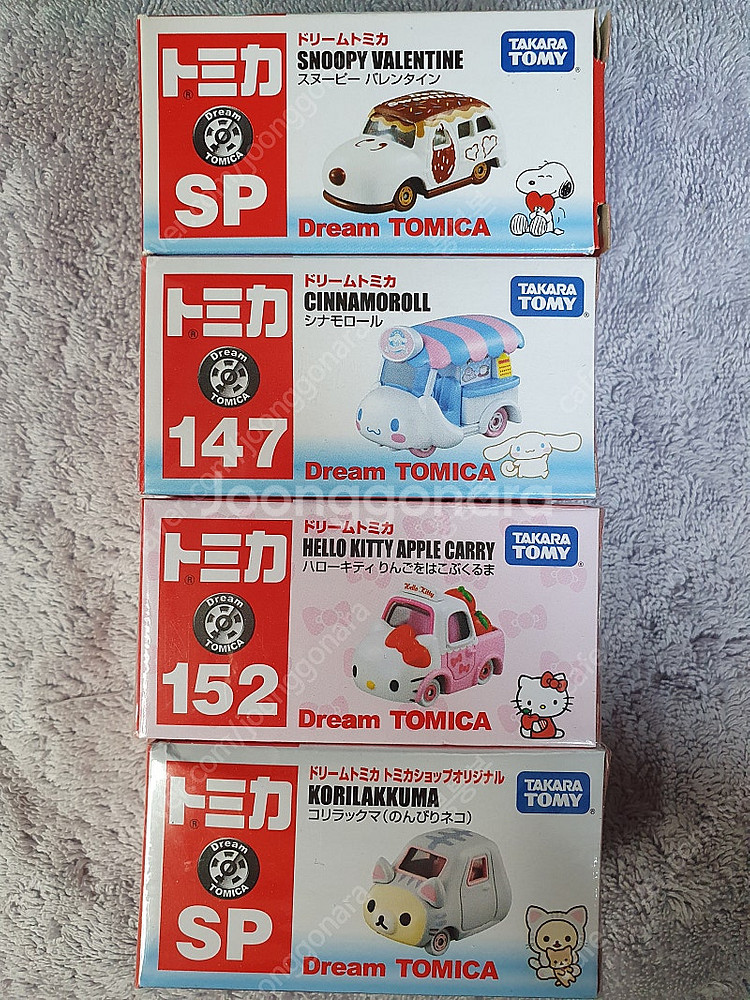 トミカ
Dream
TOMICA
SP
ドリームトミカ
SNOOPY VALENTINE
スヌーピー バレンタイン
TAKARA
TOMY
Dream TOMICA
トミカ
Dream
TOMICA
147
ドリームトミカ
CINNAMOROLL
シナモロール
TAKARA
TOMY
Dream TOMICA
Joonggonara
トミカ
Dream
TOMICA
152
ドリームトミカ
HELLO KITTY APPLE CARRY
ハローキティ りんごをはこぶくるま
TAKARA
TOMY
Hello Kitty
Dream TOMICA
トミカ
Dream
TOMICA
SP
ドリームトミカ トミカショップオリジナル
KORILAKKUMA
コリラックマ(のんびりネコ)
TAKARA
TOMY
Dream TOMICA